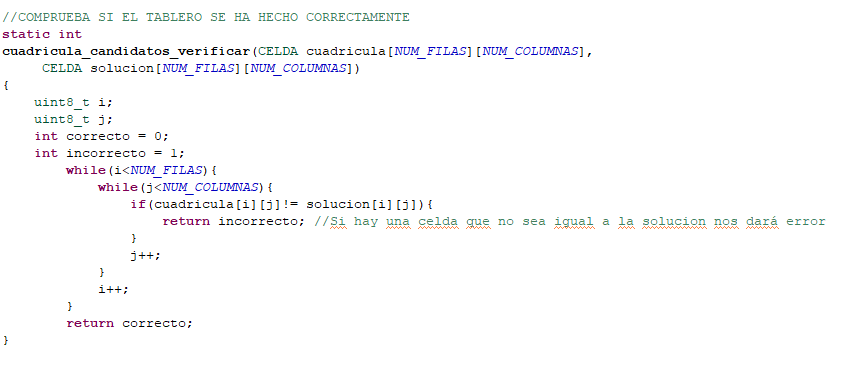 //COMPRUEBA SI EL TABLERO SE HA HECHO CORRECTAMENTE
static int
cuadricula_candidatos_verificar(CELDA cuadricula[NUM_FILAS][NUM_COLUMNAS],
     CELDA solucion[NUM_FILAS][NUM_COLUMNAS])
{
    uint8_t i;
    uint8_t j;
    int correcto = 0;
    int incorrecto = 1;
        while(i<NUM_FILAS){
            while(j<NUM_COLUMNAS){
                if(cuadricula[i][j]!= solucion[i][j]){
                    return incorrecto; //Si hay una celda que no sea igual a la solucion nos dará error
                }
                j++;
            }
            i++;
        }
        return correcto;
}